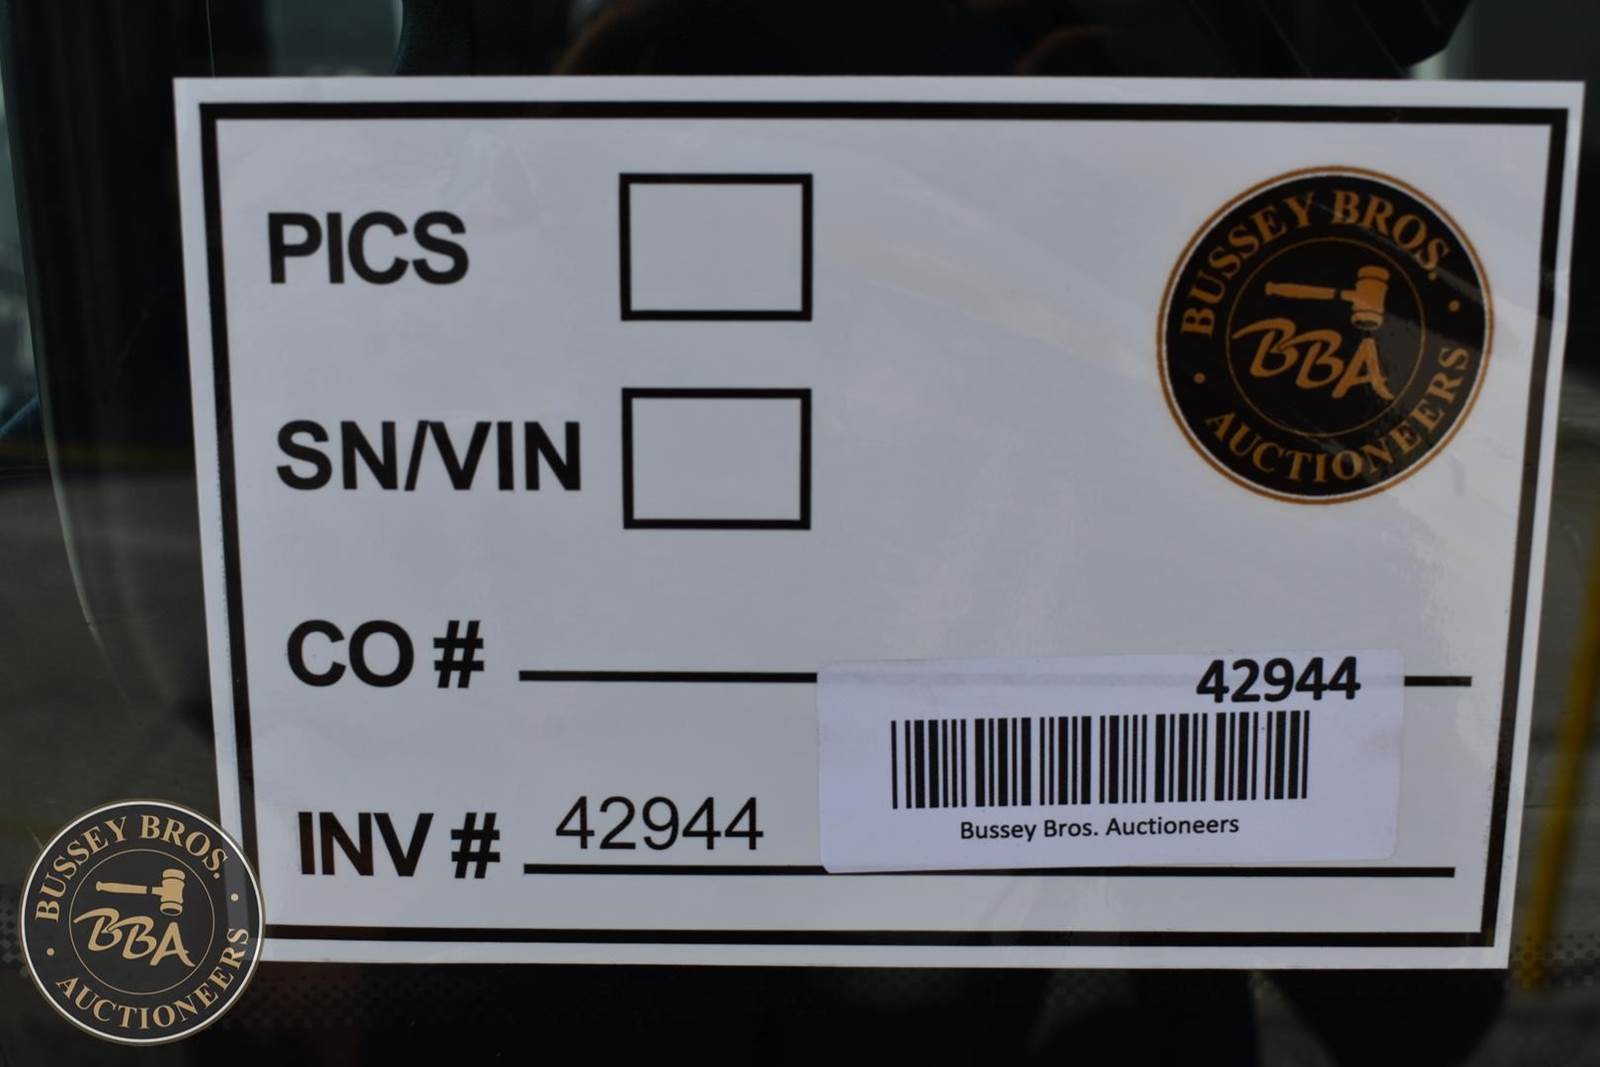 PICS
BUSSEY BROS.
BBA
AUCTIONEERS
SN/VIN
CO #
42944
INV # 42944
Bussey Bros. Auctioneers
BUSSEY BROS.
BBA
AUCTIONEERS